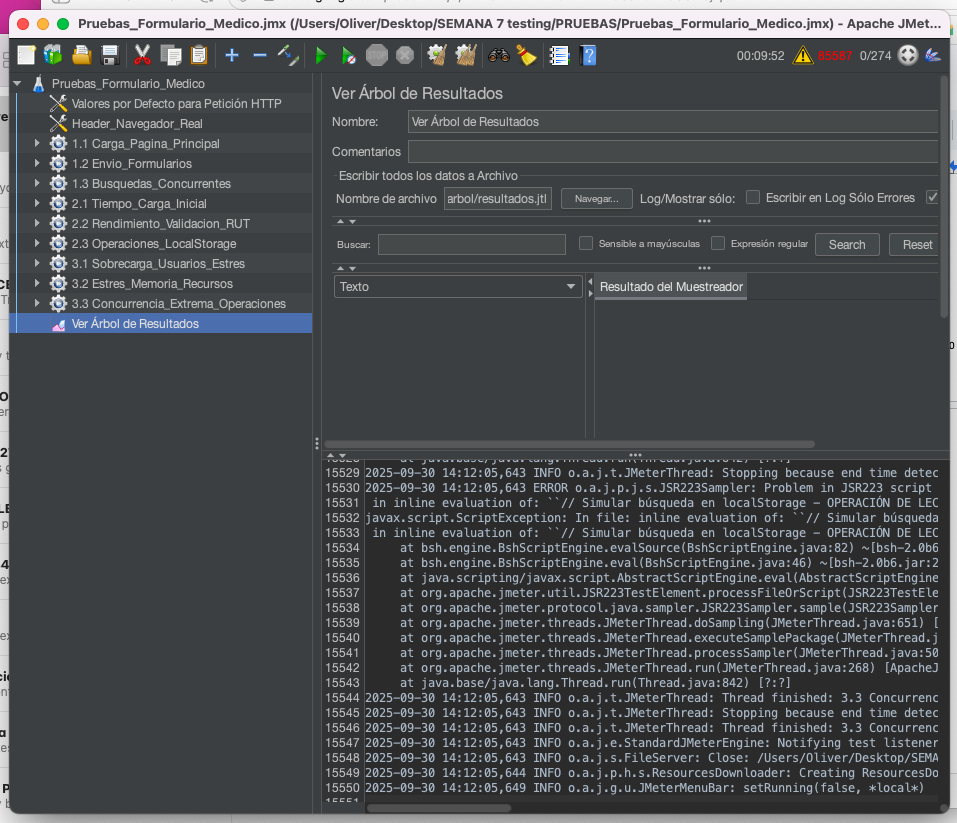 Pruebas_Formulario_Medico.jmx (/Users/Oliver/Desktop/SEMANA 7 testing/PRUEBAS/Pruebas_Formulario_Medico.jmx) - Apache JMet...
00:09:52
85587
0/274
Pruebas_Formulario_Medico
Valores por Defecto para Petición HTTP
Header_Navegador_Real
1.1 Carga_Pagina_Principal
1.2 Envio_Formularios
1.3 Busquedas_Concurrentes
2.1 Tiempo_Carga_Inicial
2.2 Rendimiento_Validacion_RUT
2.3 Operaciones_LocalStorage
3.1 Sobrecarga_Usuarios_Estres
3.2 Estres_Memoria_Recursos
3.3 Concurrencia_Extrema_Operaciones
Ver Árbol de Resultados
Ver Árbol de Resultados
Nombre: Ver Árbol de Resultados
Comentarios
Escribir todos los datos a Archivo
Nombre de archivo arbol/resultados.jtl Navegar... Log/Mostrar sólo: Escribir en Log Sólo Errores
Buscar: Sensible a mayúsculas Expresión regular Search Reset
Texto
Resultado del Muestreador
15529 2025-09-30 14:12:05,643 INFO o.a.j.t.JMeterThread: Stopping because end time detec
15530 2025-09-30 14:12:05,643 ERROR o.a.j.p.j.s.JSR223Sampler: Problem in JSR223 script
15531 in inline evaluation of: ``// Simular búsqueda en localStorage - OPERACIÓN DE LEC
15532 javax.script.ScriptException: In file: inline evaluation of: ``// Simular búsqueda
15533 in inline evaluation of: ``// Simular búsqueda en localStorage - OPERACIÓN DE LEC
15534 at bsh.engine.BshScriptEngine.evalSource(BshScriptEngine.java:82) ~[bsh-2.0b6
15535 at bsh.engine.BshScriptEngine.eval(BshScriptEngine.java:46) ~[bsh-2.0b6.jar:2
15536 at java.scripting/javax.script.AbstractScriptEngine.eval(AbstractScriptEngine
15537 at org.apache.jmeter.util.JSR223TestElement.processFileOrScript(JSR223TestEle
15538 at org.apache.jmeter.protocol.java.sampler.JSR223Sampler.sample(JSR223Sampler
15539 at org.apache.jmeter.threads.JMeterThread.doSampling(JMeterThread.java:651) [
15540 at org.apache.jmeter.threads.JMeterThread.executeSamplePackage(JMeterThread.j
15541 at org.apache.jmeter.threads.JMeterThread.processSampler(JMeterThread.java:50
15542 at org.apache.jmeter.threads.JMeterThread.run(JMeterThread.java:268) [ApacheJ
15543 at java.base/java.lang.Thread.run(Thread.java:842) [?:?]
15544 2025-09-30 14:12:05,643 INFO o.a.j.t.JMeterThread: Thread finished: 3.3 Concurrenc
15545 2025-09-30 14:12:05,643 INFO o.a.j.t.JMeterThread: Stopping because end time detec
15546 2025-09-30 14:12:05,643 INFO o.a.j.t.JMeterThread: Thread finished: 3.3 Concurrenc
15547 2025-09-30 14:12:05,643 INFO o.a.j.e.StandardJMeterEngine: Notifying test listener
15548 2025-09-30 14:12:05,643 INFO o.a.j.s.FileServer: Close: /Users/Oliver/Desktop/SEMA
15549 2025-09-30 14:12:05,644 INFO o.a.j.p.h.s.ResourcesDownloader: Creating ResourcesDo
15550 2025-09-30 14:12:05,649 INFO o.a.j.g.u.JMeterMenuBar: setRunning(false, *local*)